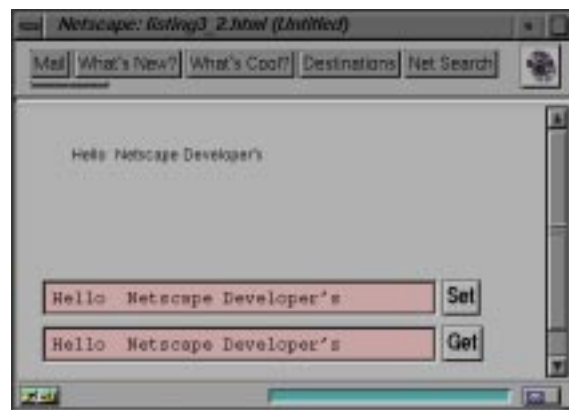 Netscape: listing3_2.html (Untitled)
Mail What's New? What's Cool? Destinations Net Search
Hello Netscape Developer's
Hello Netscape Developer's Set
Hello Netscape Developer's Get